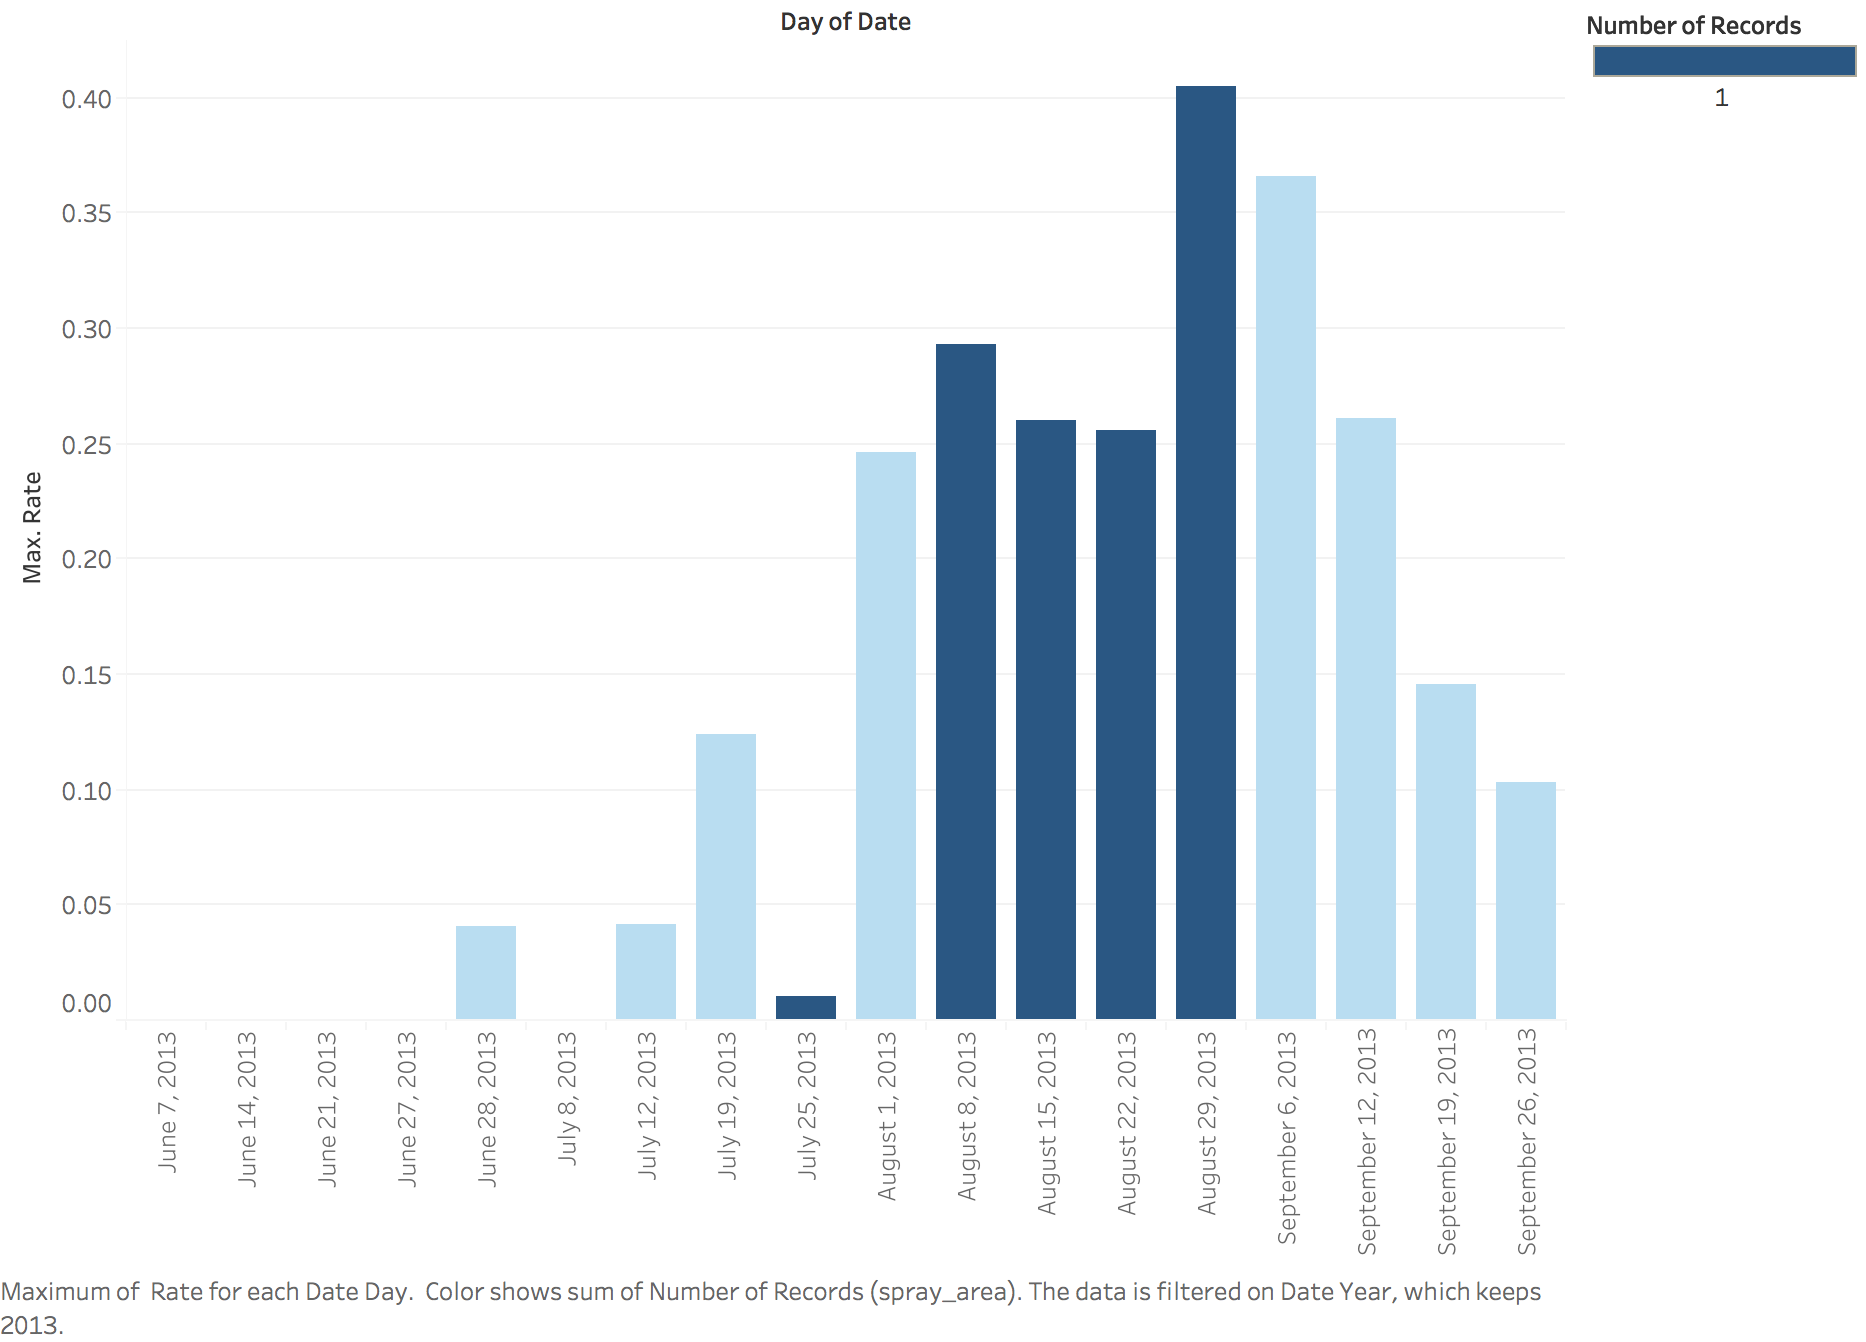 Day of Date
Number of Records
1
Max. Rate
0.40
0.35
0.30
0.25
0.20
0.15
0.10
0.05
0.00
June 7, 2013
June 14, 2013
June 21, 2013
June 27, 2013
June 28, 2013
July 8, 2013
July 12, 2013
July 19, 2013
July 25, 2013
August 1, 2013
August 8, 2013
August 15, 2013
August 22, 2013
August 29, 2013
September 6, 2013
September 12, 2013
September 19, 2013
September 26, 2013
Maximum of  Rate for each Date Day.  Color shows sum of Number of Records (spray_area). The data is filtered on Date Year, which keeps
2013.